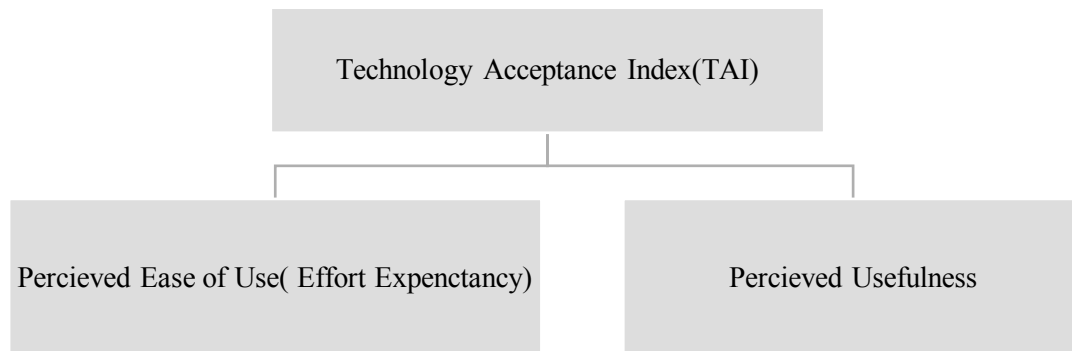 Technology Acceptance Index(TAI)
Percieved Ease of Use( Effort Expenctancy)
Percieved Usefulness